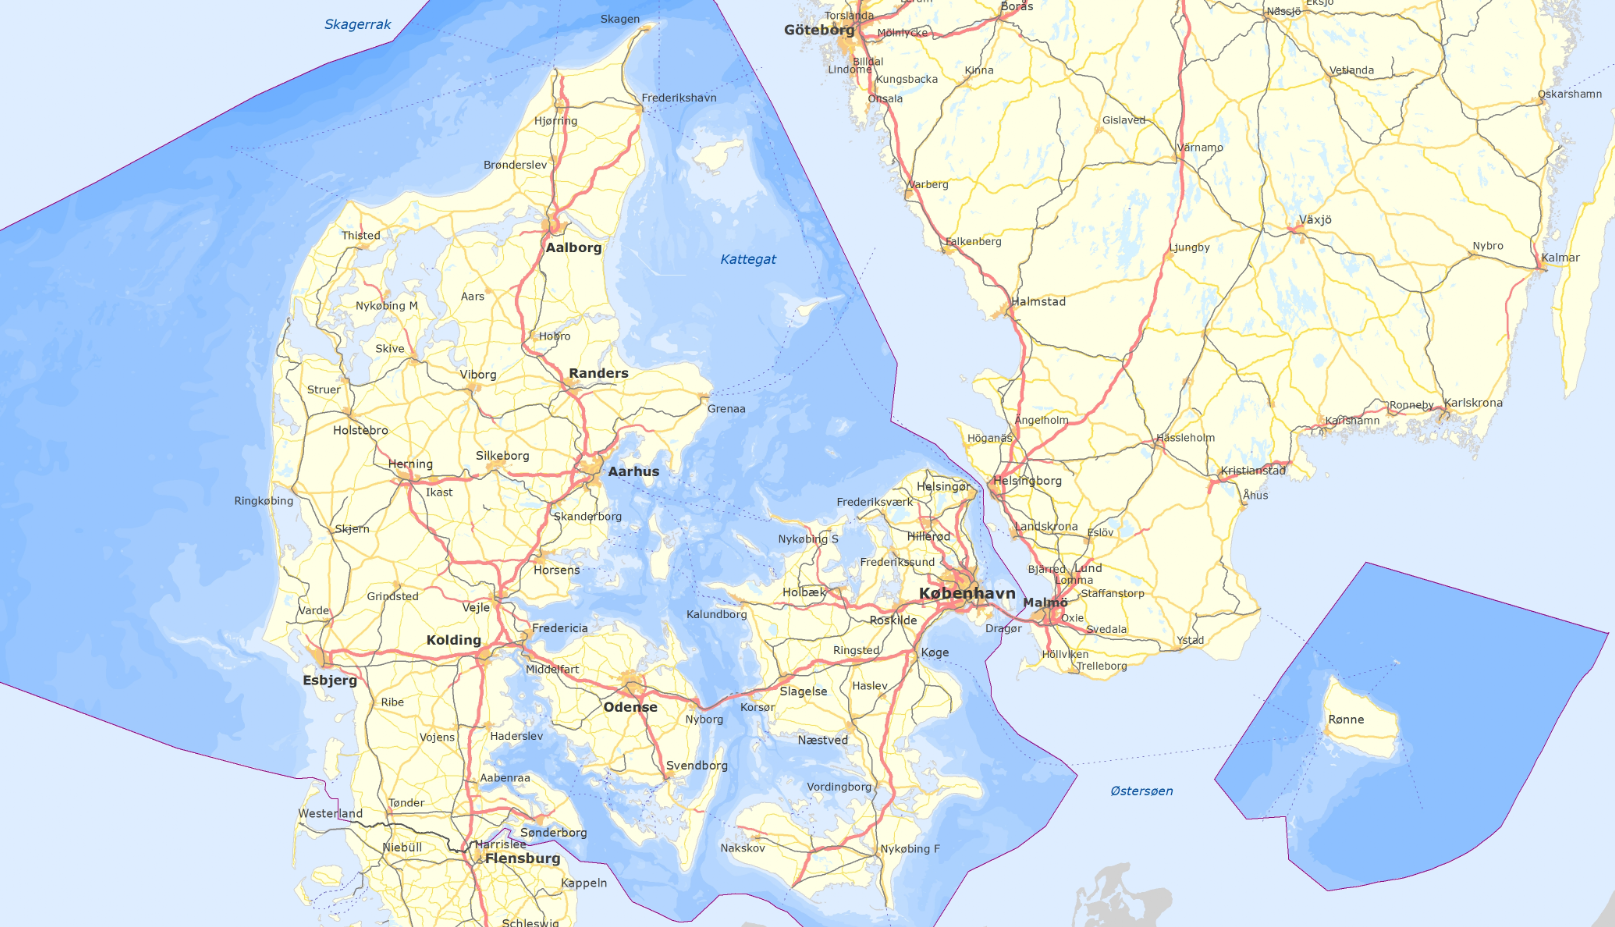 Skagerrak
Skagen
Torslanda
Göteborg
Mölnlycke
Borås
Nässjö
Eksjö
Billdal
Lindome
Kungsbacka
Kinna
Vetlanda
Onsala
Oskarshamn
Frederikshavn
Hjørring
Gislaved
Brønderslev
Värnamo
Varberg
Thisted
Växjö
Aalborg
Falkenberg
Ljungby
Nybro
Kalmar
Kattegat
Aars
Nykøbing M
Halmstad
Hobro
Skive
Viborg
Randers
Struer
Grenaa
Ronneby
Karlskrona
Holstebro
Ängelholm
Karlshamn
Höganäs
Hässleholm
Silkeborg
Herning
Aarhus
Kristianstad
Helsingør
Helsingborg
Ikast
Åhus
Ringkøbing
Frederiksværk
Skanderborg
Skjern
Landskrona
Eslöv
Nykøbing S
Hillerød
Frederikssund
Horsens
Bjärred
Lund
Lomma
Grindsted
Holbæk
København
Staffanstorp
Varde
Vejle
Kalundborg
Malmö
Roskilde
Oxie
Fredericia
Dragør
Svedala
Kolding
Ystad
Ringsted
Køge
Höllviken
Middelfart
Trelleborg
Esbjerg
Slagelse
Haslev
Ribe
Odense
Nyborg
Korsør
Rønne
Vojens
Haderslev
Næstved
Svendborg
Aabenraa
Vordingborg
Østersøen
Tønder
Westerland
Sønderborg
Niebüll
Harrislee
Nakskov
Nykøbing F
Flensburg
Kappeln
Schleswig